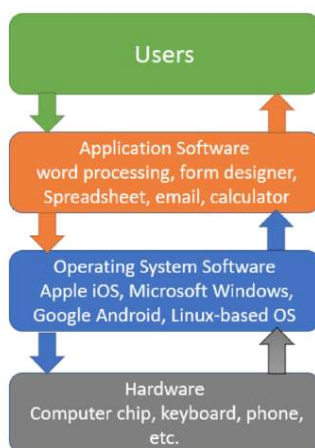 Users
Application Software
word processing, form designer,
Spreadsheet, email, calculator
Operating System Software
Apple iOS, Microsoft Windows,
Google Android, Linux-based OS
Hardware
Computer chip, keyboard, phone,
etc.